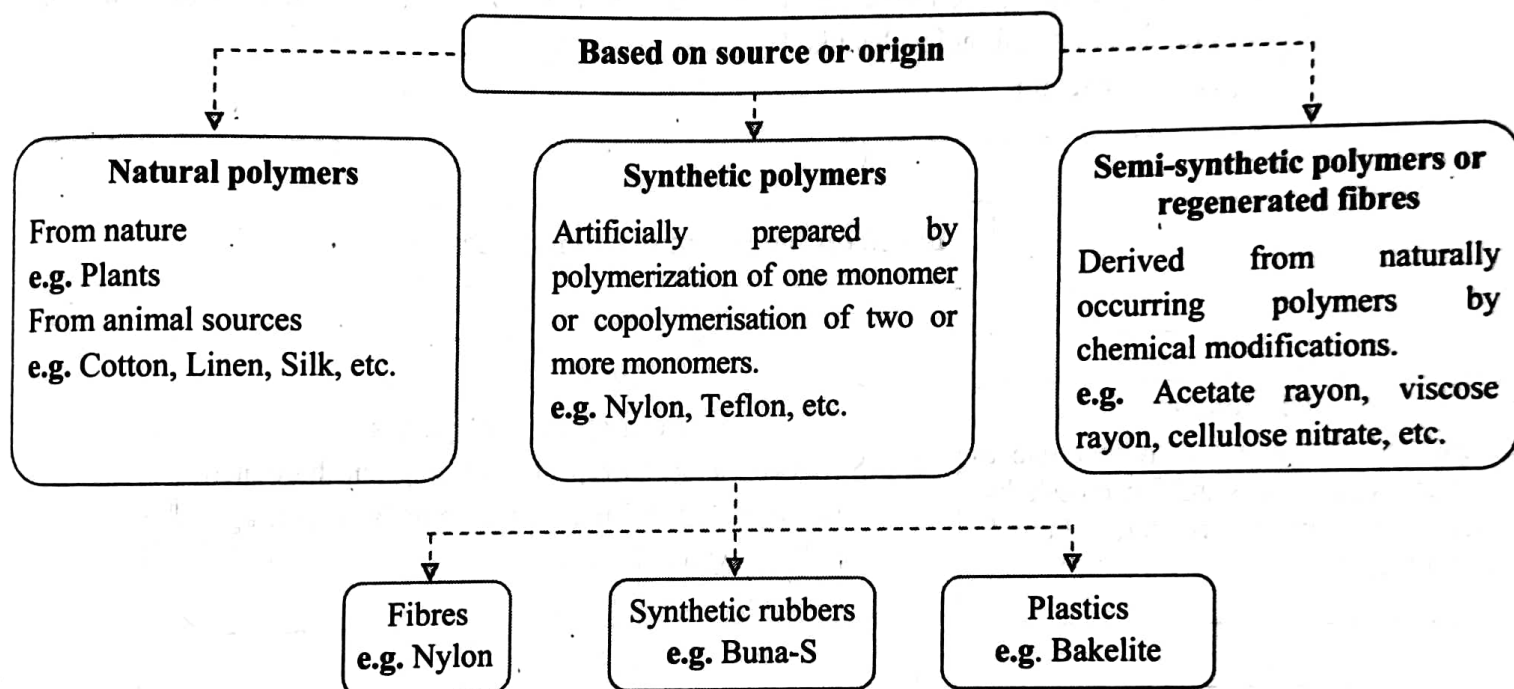 Based on source or origin
Natural polymers
From nature
e.g. Plants
From animal sources
e.g. Cotton, Linen, Silk, etc.
Synthetic polymers
Artificially prepared by
polymerization of one monomer
or copolymerisation of two or
more monomers.
e.g. Nylon, Teflon, etc.
Semi-synthetic polymers or
regenerated fibres
Derived from naturally
occurring polymers by
chemical modifications.
e.g. Acetate rayon, viscose
rayon, cellulose nitrate, etc.
Fibres
e.g. Nylon
Synthetic rubbers
e.g. Buna-S
Plastics
e.g. Bakelite